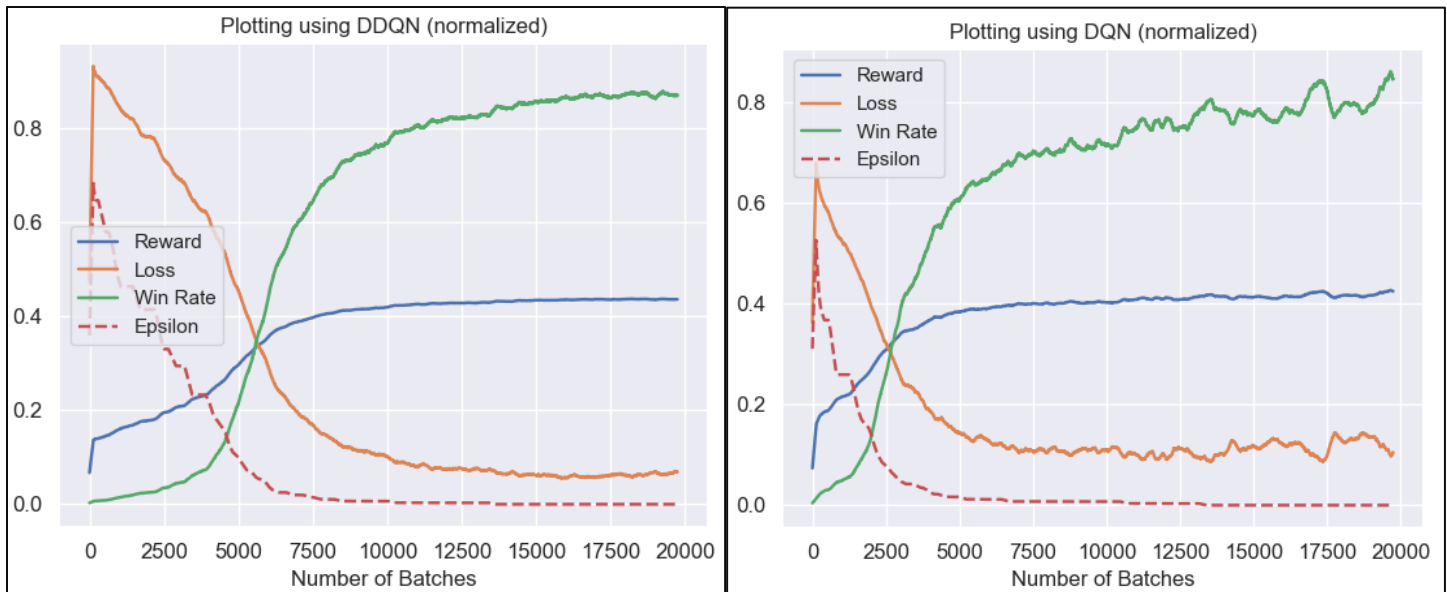 Plotting using DDQN (normalized)
0.8
0.6
0.4
0.2
0.0
Reward
Loss
Win Rate
Epsilon
0 2500 5000 7500 10000 12500 15000 17500 20000
Number of Batches
Plotting using DQN (normalized)
0.8
0.6
0.4
0.2
0.0
Reward
Loss
Win Rate
Epsilon
0 2500 5000 7500 10000 12500 15000 17500 20000
Number of Batches